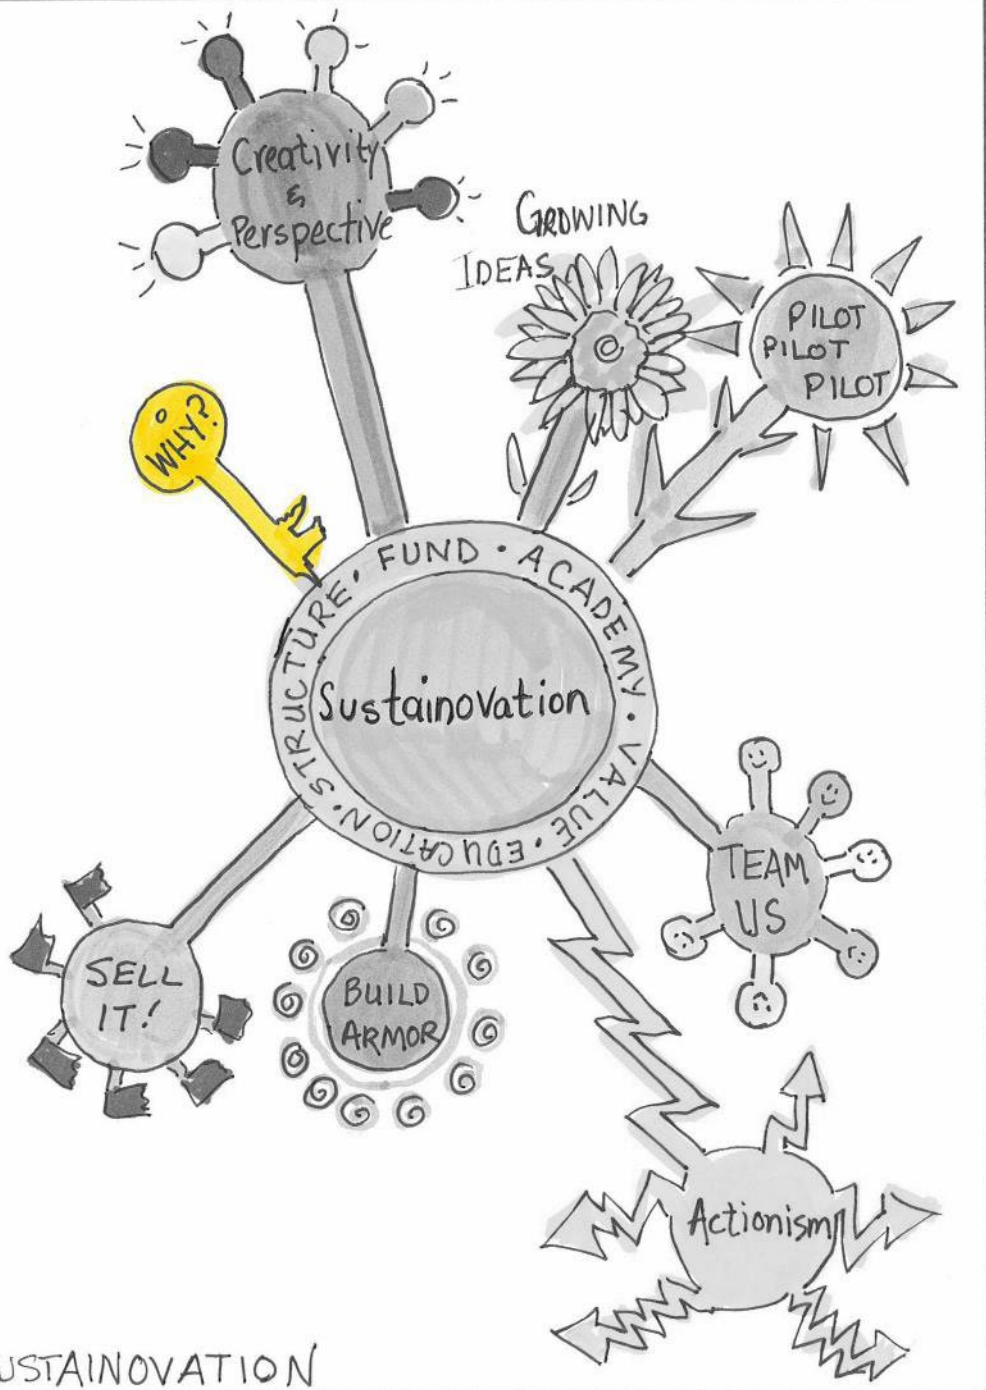 Creativity
&
Perspective
GROWING
IDEAS
PILOT
PILOT
PILOT
WHY?
STRUCTURE · FUND · ACADEMY · VALUE · EDUCATION ·
Sustainovation
TEAM
US
SELL
IT!
BUILD
ARMOR
Actionism
USTAINOVATION